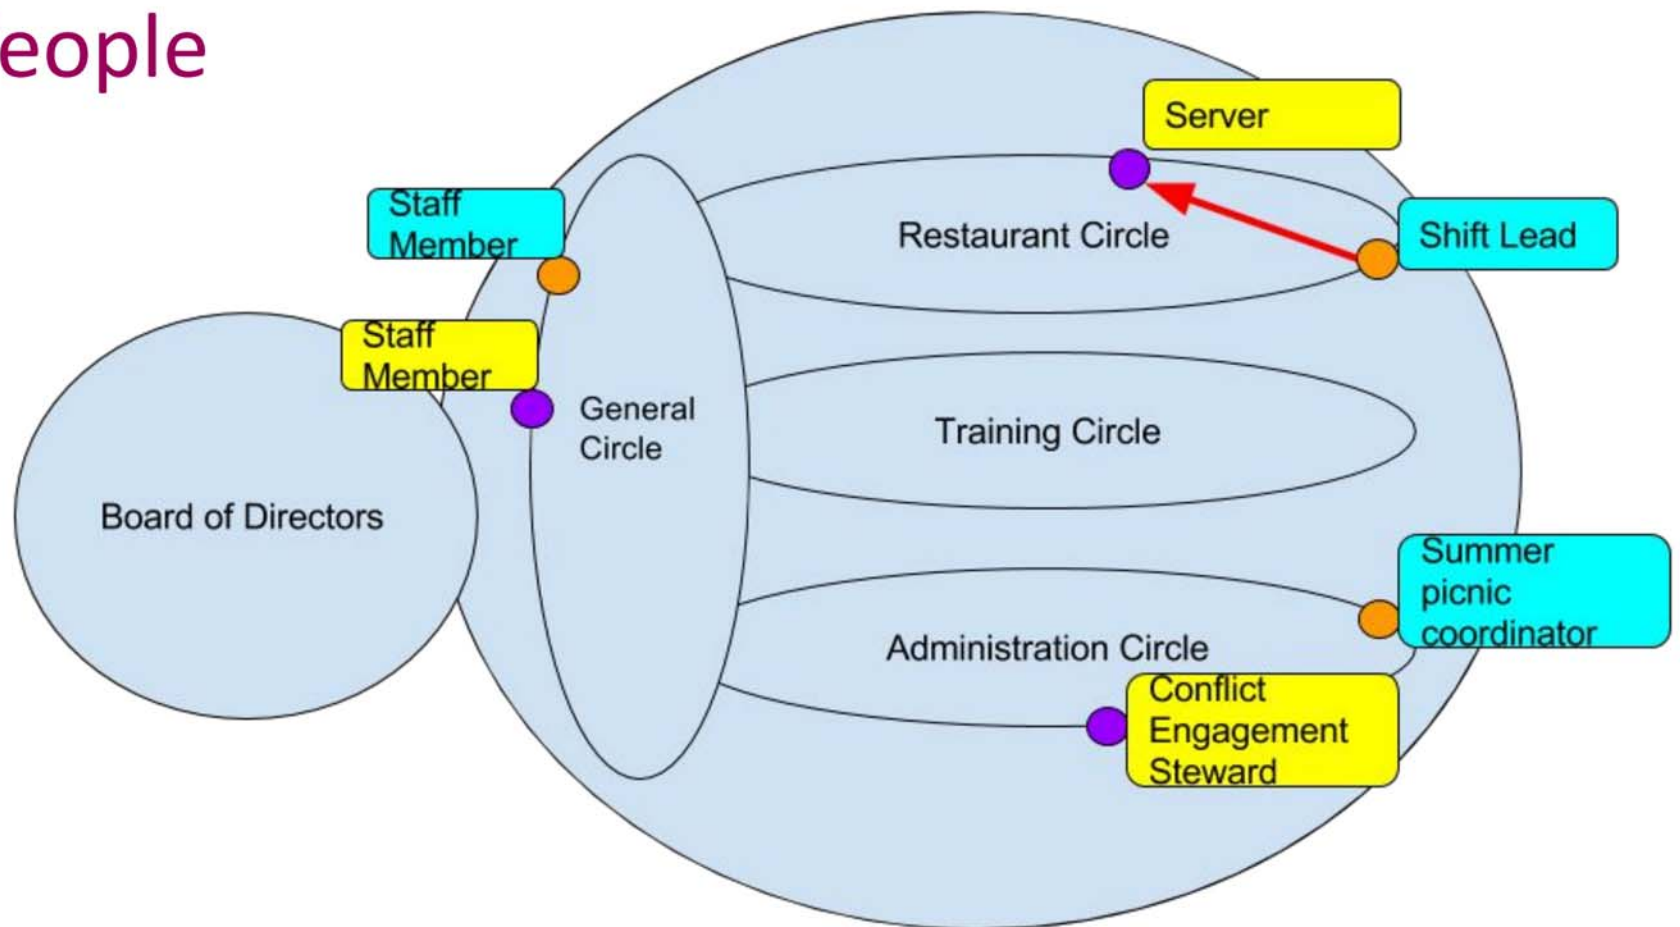 eople
Server
Staff
Member
Shift Lead
Restaurant Circle
Staff
Member
General
Circle
Training Circle
Board of Directors
Summer
picnic
coordinator
Administration Circle
Conflict
Engagement
Steward